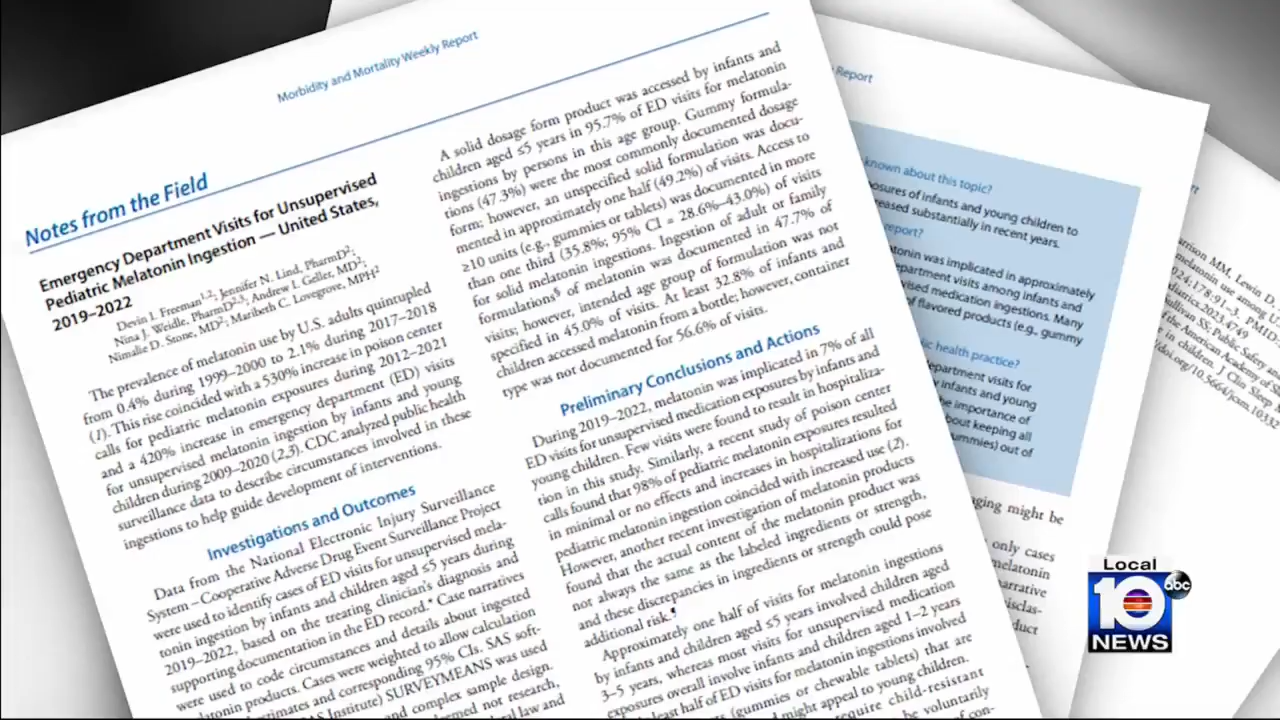 Morbidity and Mortality Weekly Report
Notes from the Field
Emergency Department Visits for Unsupervised
Pediatric Melatonin Ingestion — United States,
2019–2022
Devin I. Freeman1,2; Jennifer N. Lind, PharmD2;
Nina J. Weidle, PharmD2,3; Andrew I. Geller, MD2;
Nimalie D. Stone, MD2; Maribeth C. Lovegrove, MPH2
The prevalence of melatonin use by U.S. adults quintupled
from 0.4% during 1999–2000 to 2.1% during 2017–2018
(1). This rise coincided with a 530% increase in poison center
calls for pediatric melatonin exposures during 2012–2021
and a 420% increase in emergency department (ED) visits
for unsupervised melatonin ingestion by infants and young
children during 2009–2020 (2,3). CDC analyzed public health
surveillance data to describe circumstances involved in these
ingestions to help guide development of interventions.
Investigations and Outcomes
Data from the National Electronic Injury Surveillance
System – Cooperative Adverse Drug Event Surveillance Project
were used to identify cases of ED visits for unsupervised mela-
tonin ingestion by infants and children aged ≤5 years during
2019–2022, based on the treating clinician's diagnosis and
supporting documentation in the ED record.* Case narratives
were used to code circumstances and details about ingested
melatonin products. Cases were weighted to allow calculation
estimates and corresponding 95% CIs. SAS soft-
(SAS Institute) SURVEYMEANS was used
and complex sample design.
deemed not research,
federal law and
A solid dosage form product was accessed by infants and
children aged ≤5 years in 95.7% of ED visits for melatonin
ingestions by persons in this age group. Gummy formula-
tions (47.3%) were the most commonly documented dosage
form; however, an unspecified solid formulation was docu-
mented in approximately one half (49.2%) of visits. Access to
≥10 units (e.g., gummies or tablets) was documented in more
than one third (35.8%; 95% CI = 28.6%–43.0%) of visits
for solid melatonin ingestions. Ingestion of adult or family
formulations§ of melatonin was documented in 47.7% of
visits; however, intended age group of formulation was not
specified in 45.0% of visits. At least 32.8% of infants and
children accessed melatonin from a bottle; however, container
type was not documented for 56.6% of visits.
Preliminary Conclusions and Actions
During 2019–2022, melatonin was implicated in 7% of all
ED visits for unsupervised medication exposures by infants and
young children. Few visits were found to result in hospitaliza-
tion in this study. Similarly, a recent study of poison center
calls found that 98% of pediatric melatonin exposures resulted
in minimal or no effects and increases in hospitalizations for
pediatric melatonin ingestion coincided with increased use (2).
However, another recent investigation of melatonin products
found that the actual content of the melatonin product was
not always the same as the labeled ingredients or strength,
and these discrepancies in ingredients or strength could pose
additional risk.¶
Approximately one half of visits for melatonin ingestions
by infants and children aged ≤5 years involved children aged
3–5 years, whereas most visits for unsupervised medication
exposures overall involve infants and children aged 1–2 years
least half of ED visits for melatonin ingestions involved
(gummies or chewable tablets) that are
might appeal to young children.
require child-resistant
be voluntarily
of con-
Report
known about this topic?
posures of infants and young children to
reased substantially in recent years.
report?
tonin was implicated in approximately
partment visits among infants and
vised medication ingestions. Many
of flavored products (e.g., gummy
lic health practice?
epartment visits for
y infants and young
he importance of
bout keeping all
gummies) out of
aging might be
only cases
melatonin
narrative
isclas-
duct
rrison MM, Lewin D,
melatonin use among U
024;178:91–3. PMID
diatrics.2022.4749
ullivan SS; Public safety an
f the American Academy of S
in children. J Clin Sleep
//doi.org/10.5664/jcsm.10332
Local
10
abc
NEWS